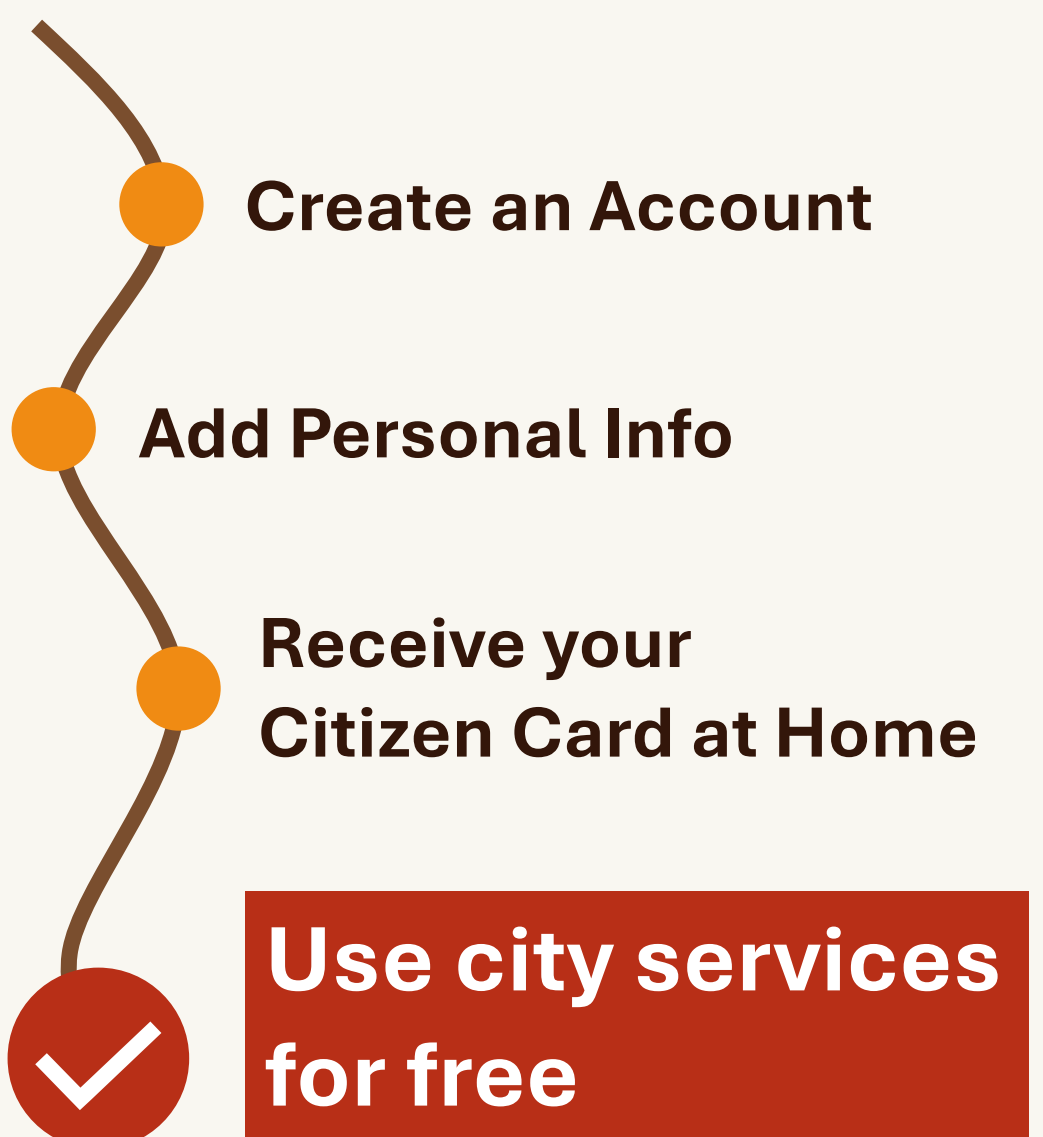 Create an Account
Add Personal Info
Receive your
Citizen Card at Home
Use city services
for free